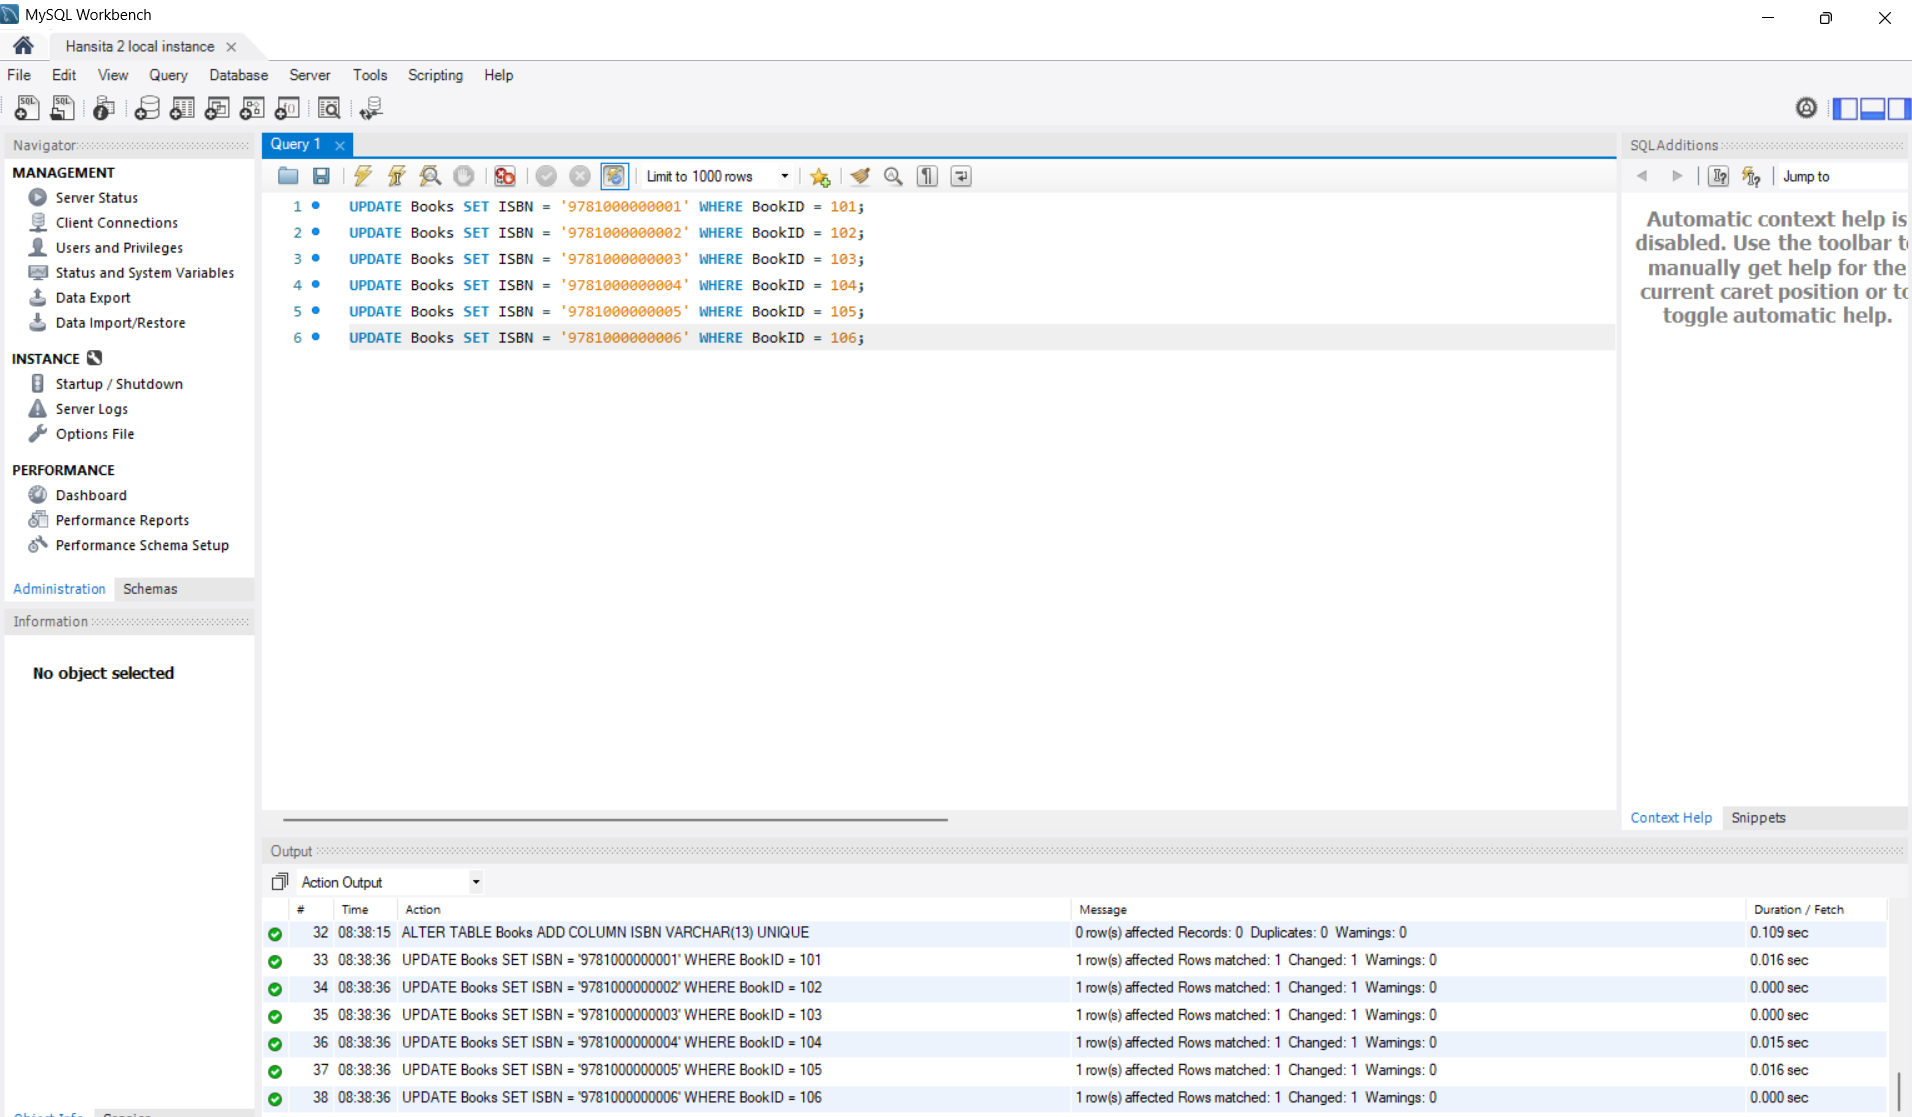 MySQL Workbench
Hansita 2 local instance
File Edit View Query Database Server Tools Scripting Help
Navigator
MANAGEMENT
Server Status
Client Connections
Users and Privileges
Status and System Variables
Data Export
Data Import/Restore
INSTANCE
Startup / Shutdown
Server Logs
Options File
PERFORMANCE
Dashboard
Performance Reports
Performance Schema Setup
Administration Schemas
Information
No object selected
Query 1
Limit to 1000 rows
1 UPDATE Books SET ISBN = '9781000000001' WHERE BookID = 101;
2 UPDATE Books SET ISBN = '9781000000002' WHERE BookID = 102;
3 UPDATE Books SET ISBN = '9781000000003' WHERE BookID = 103;
4 UPDATE Books SET ISBN = '9781000000004' WHERE BookID = 104;
5 UPDATE Books SET ISBN = '9781000000005' WHERE BookID = 105;
6 UPDATE Books SET ISBN = '9781000000006' WHERE BookID = 106;
SQLAdditions
Jump to
Automatic context help is
disabled. Use the toolbar t
manually get help for the
current caret position or to
toggle automatic help.
Context Help Snippets
Output
Action Output
# Time Action Message Duration / Fetch
32 08:38:15 ALTER TABLE Books ADD COLUMN ISBN VARCHAR(13) UNIQUE 0 row(s) affected Records: 0 Duplicates: 0 Warnings: 0 0.109 sec
33 08:38:36 UPDATE Books SET ISBN = '9781000000001' WHERE BookID = 101 1 row(s) affected Rows matched: 1 Changed: 1 Warnings: 0 0.016 sec
34 08:38:36 UPDATE Books SET ISBN = '9781000000002' WHERE BookID = 102 1 row(s) affected Rows matched: 1 Changed: 1 Warnings: 0 0.000 sec
35 08:38:36 UPDATE Books SET ISBN = '9781000000003' WHERE BookID = 103 1 row(s) affected Rows matched: 1 Changed: 1 Warnings: 0 0.000 sec
36 08:38:36 UPDATE Books SET ISBN = '9781000000004' WHERE BookID = 104 1 row(s) affected Rows matched: 1 Changed: 1 Warnings: 0 0.015 sec
37 08:38:36 UPDATE Books SET ISBN = '9781000000005' WHERE BookID = 105 1 row(s) affected Rows matched: 1 Changed: 1 Warnings: 0 0.016 sec
38 08:38:36 UPDATE Books SET ISBN = '9781000000006' WHERE BookID = 106 1 row(s) affected Rows matched: 1 Changed: 1 Warnings: 0 0.000 sec